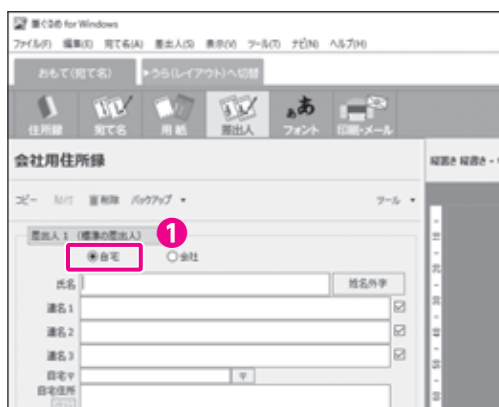 筆ぐるめ for Windows
ファイル(F) 編集(E) 宛て名(A) 差出人(S) 表示(V) ツール(T) ナビ(N) ヘルプ(H)
おもて(宛て名) ▶うら(レイアウト)へ切替
住所録 宛て名 用紙 差出人 フォント 印刷・メール
会社用住所録
縦置き 縦書き -
コピー 貼付 削除 バックアップ ▼ ツール ▼
差出人 1 (標準の差出人) 1
自宅 会社
氏名 姓名外字
連名 1
連名 2
連名 3
自宅〒 〒
自宅住所